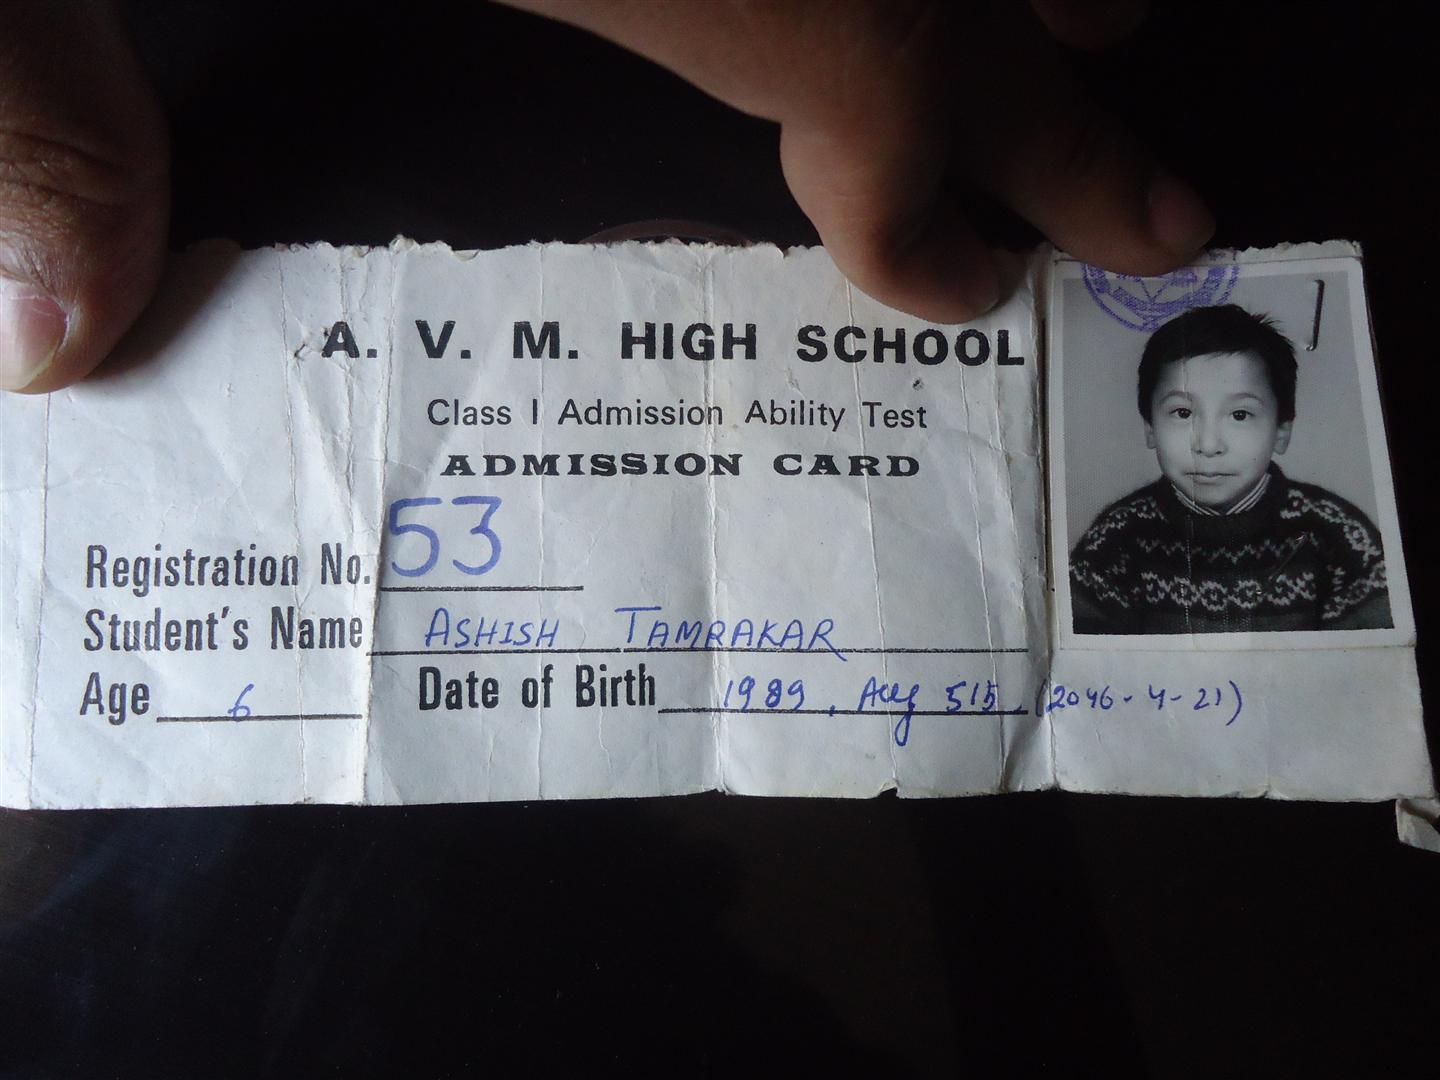 A. V. M. HIGH SCHOOL
Class I Admission Ability Test
ADMISSION CARD
Registration No. 53
Student's Name ASHISH TAMRAKAR
Age 6 Date of Birth 1989, Aug 5 (2046-4-21)